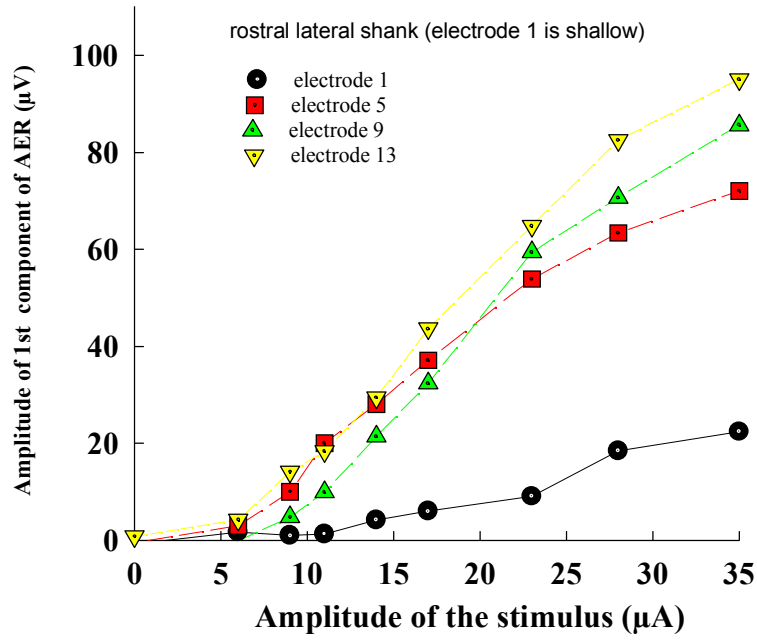 rostral lateral shank (electrode 1 is shallow)
electrode 1
electrode 5
electrode 9
electrode 13
Amplitude of 1st component of AER (µV)
100
80
60
40
20
0
0 5 10 15 20 25 30 35
Amplitude of the stimulus (µA)